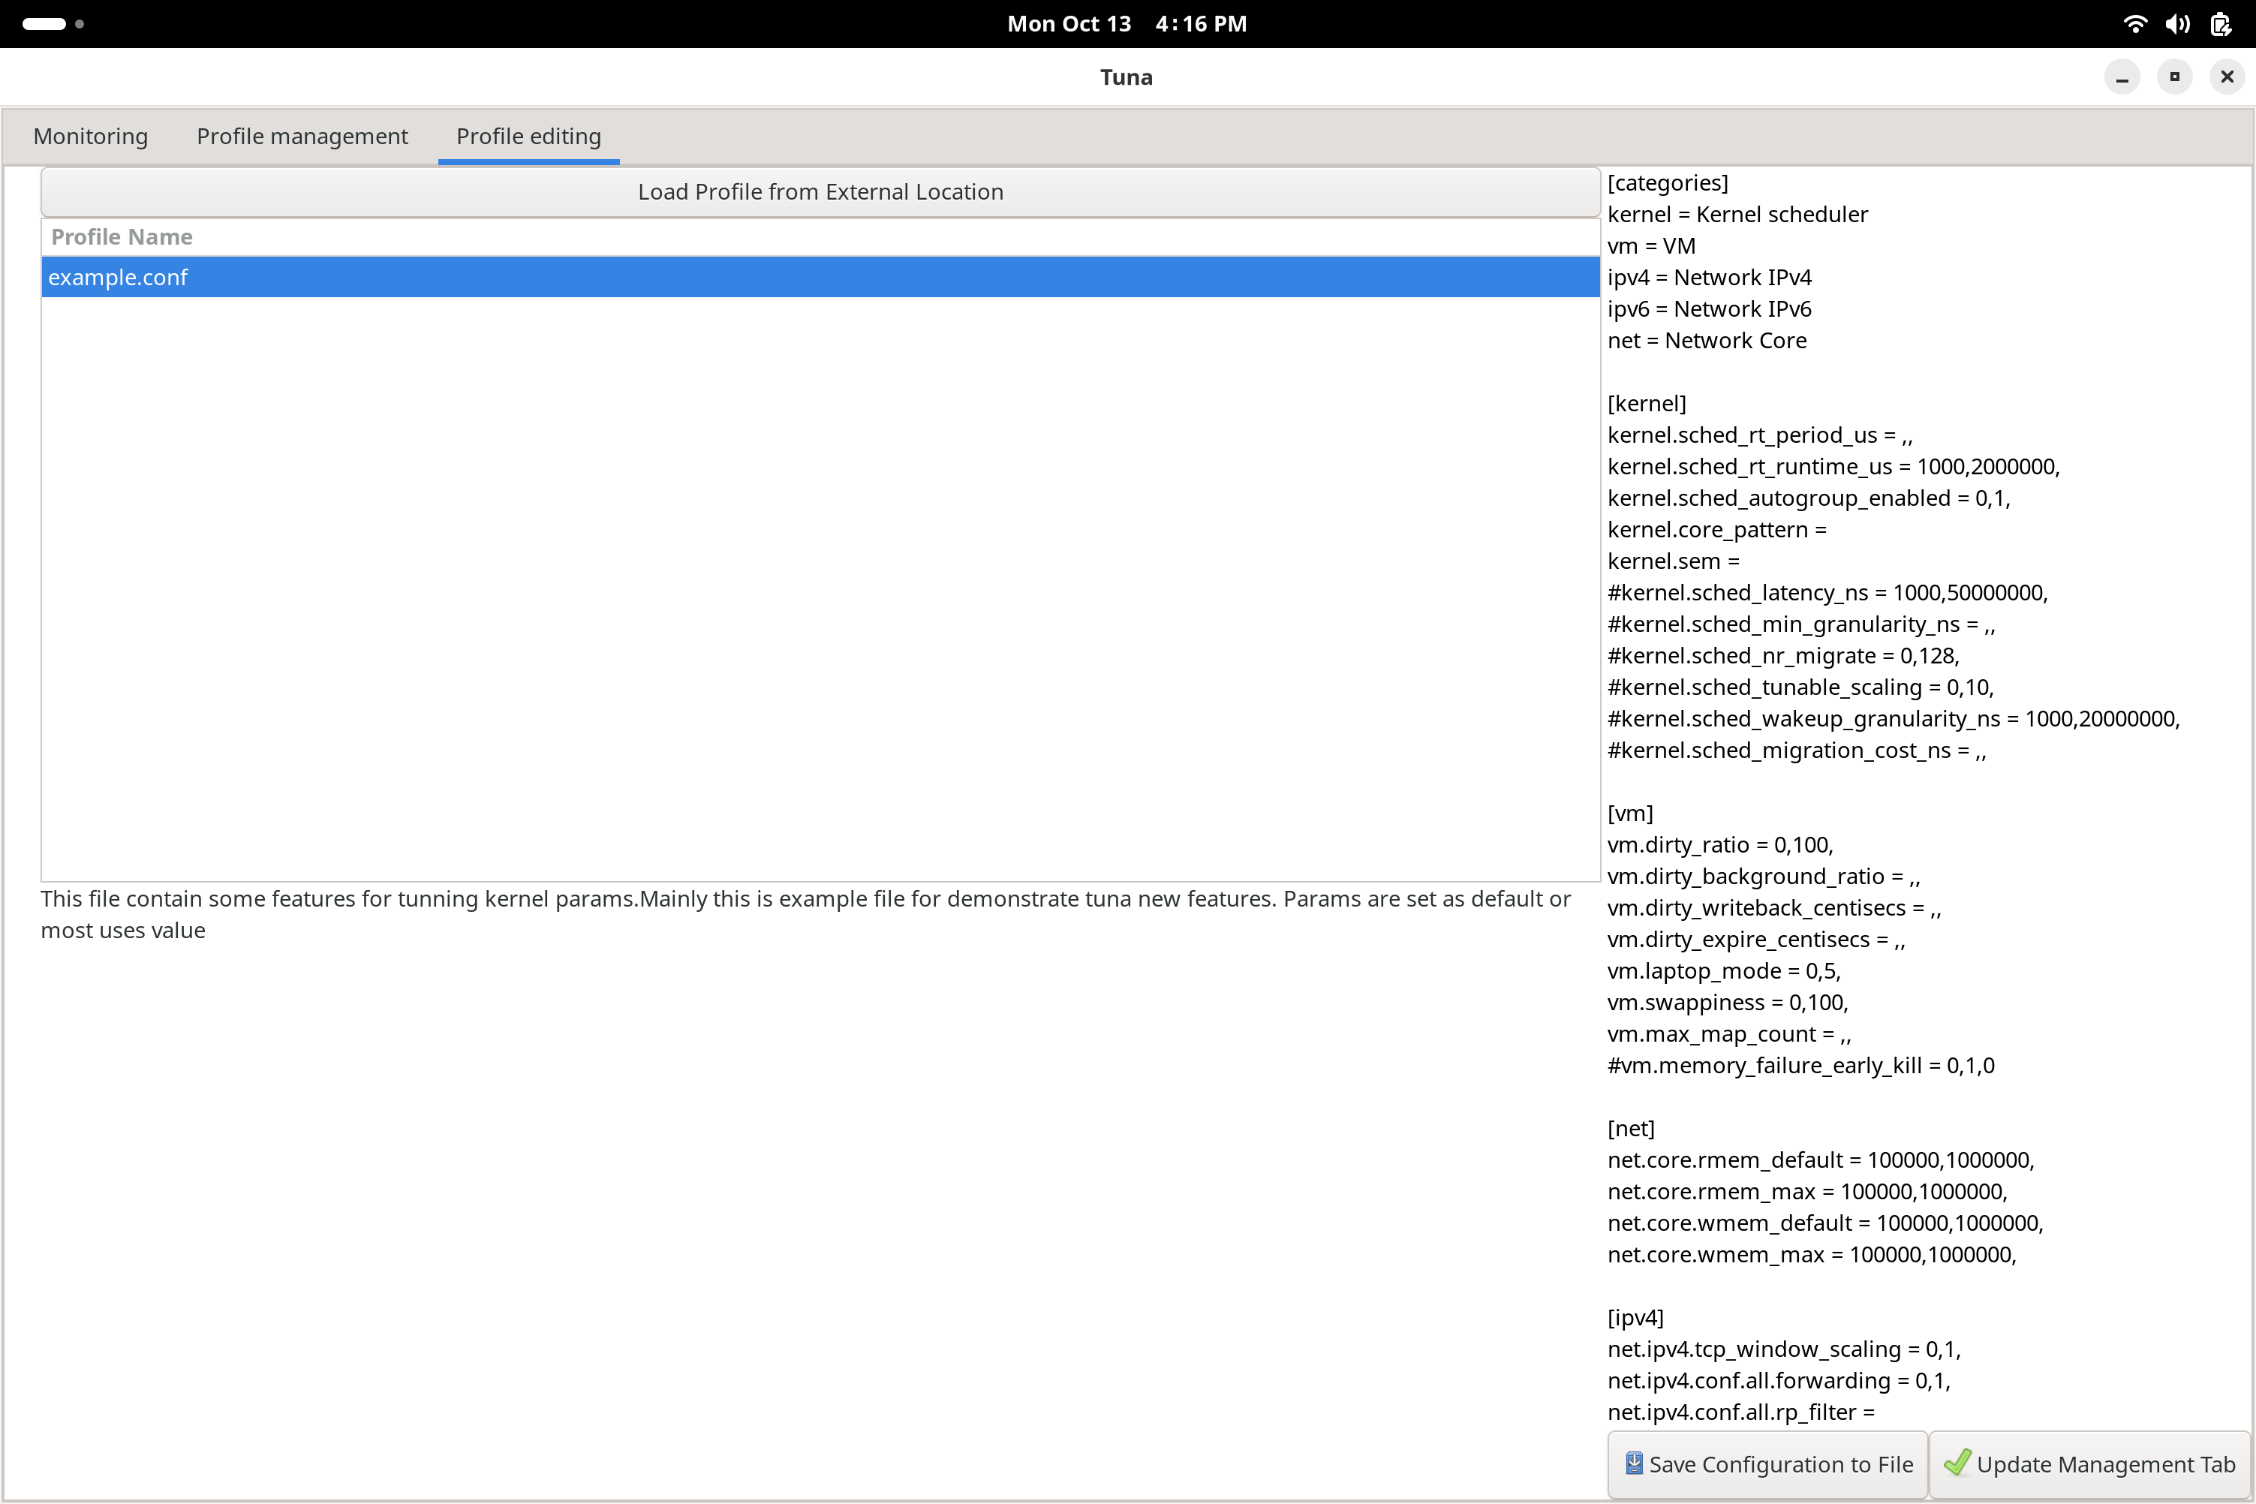 Mon Oct 13 4:16 PM
Tuna
Monitoring
Profile management
Profile editing
Load Profile from External Location
Profile Name
example.conf
This file contain some features for tunning kernel params.Mainly this is example file for demonstrate tuna new features. Params are set as default or
most uses value
[categories]
kernel = Kernel scheduler
vm = VM
ipv4 = Network IPv4
ipv6 = Network IPv6
net = Network Core
[kernel]
kernel.sched_rt_period_us = ,,
kernel.sched_rt_runtime_us = 1000,2000000,
kernel.sched_autogroup_enabled = 0,1,
kernel.core_pattern =
kernel.sem =
#kernel.sched_latency_ns = 1000,50000000,
#kernel.sched_min_granularity_ns = ,,
#kernel.sched_nr_migrate = 0,128,
#kernel.sched_tunable_scaling = 0,10,
#kernel.sched_wakeup_granularity_ns = 1000,20000000,
#kernel.sched_migration_cost_ns = ,,
[vm]
vm.dirty_ratio = 0,100,
vm.dirty_background_ratio = ,,
vm.dirty_writeback_centisecs = ,,
vm.dirty_expire_centisecs = ,,
vm.laptop_mode = 0,5,
vm.swappiness = 0,100,
vm.max_map_count = ,,
#vm.memory_failure_early_kill = 0,1,0
[net]
net.core.rmem_default = 100000,1000000,
net.core.rmem_max = 100000,1000000,
net.core.wmem_default = 100000,1000000,
net.core.wmem_max = 100000,1000000,
[ipv4]
net.ipv4.tcp_window_scaling = 0,1,
net.ipv4.conf.all.forwarding = 0,1,
net.ipv4.conf.all.rp_filter =
Save Configuration to File
Update Management Tab